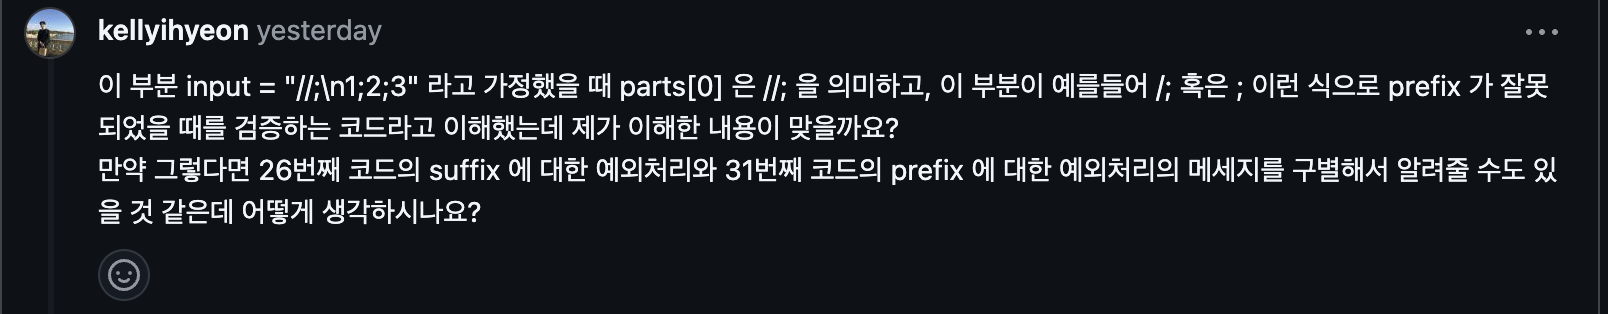 kellyihyeon yesterday
이 부분 input = "//;\n1;2;3" 라고 가정했을 때 parts[0] 은 //; 을 의미하고, 이 부분이 예를들어 /; 혹은 ; 이런 식으로 prefix 가 잘못
되었을 때를 검증하는 코드라고 이해했는데 제가 이해한 내용이 맞을까요?
만약 그렇다면 26번째 코드의 suffix 에 대한 예외처리와 31번째 코드의 prefix 에 대한 예외처리의 메세지를 구별해서 알려줄 수도 있
을 것 같은데 어떻게 생각하시나요?